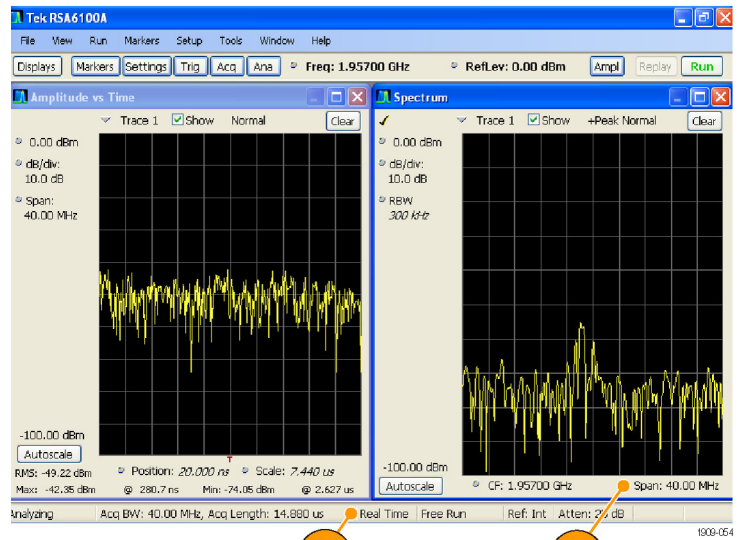 Tek RSA6100A
File View Run Markers Setup Tools Window Help
Displays Markers Settings Trig Acq Ana Freq: 1.95700 GHz RefLev: 0.00 dBm Ampl Replay Run
Amplitude vs Time
Trace 1 Show Normal Clear
0.00 dBm
dB/div:
10.0 dB
Span:
40.00 MHz
-100.00 dBm
Autoscale
RMS: -49.22 dBm
Position: 20.000 ns Scale: 7.440 us
Max: -42.35 dBm @ 280.7 ns Min: -74.05 dBm @ 2.627 us
T
Spectrum
Trace 1 Show +Peak Normal Clear
0.00 dBm
dB/div:
10.0 dB
RBW
300 kHz
-100.00 dBm
Autoscale
CF: 1.95700 GHz Span: 40.00 MHz
Analyzing Acq BW: 40.00 MHz, Acq Length: 14.880 us Real Time Free Run Ref: Int Atten: dB
1909-054